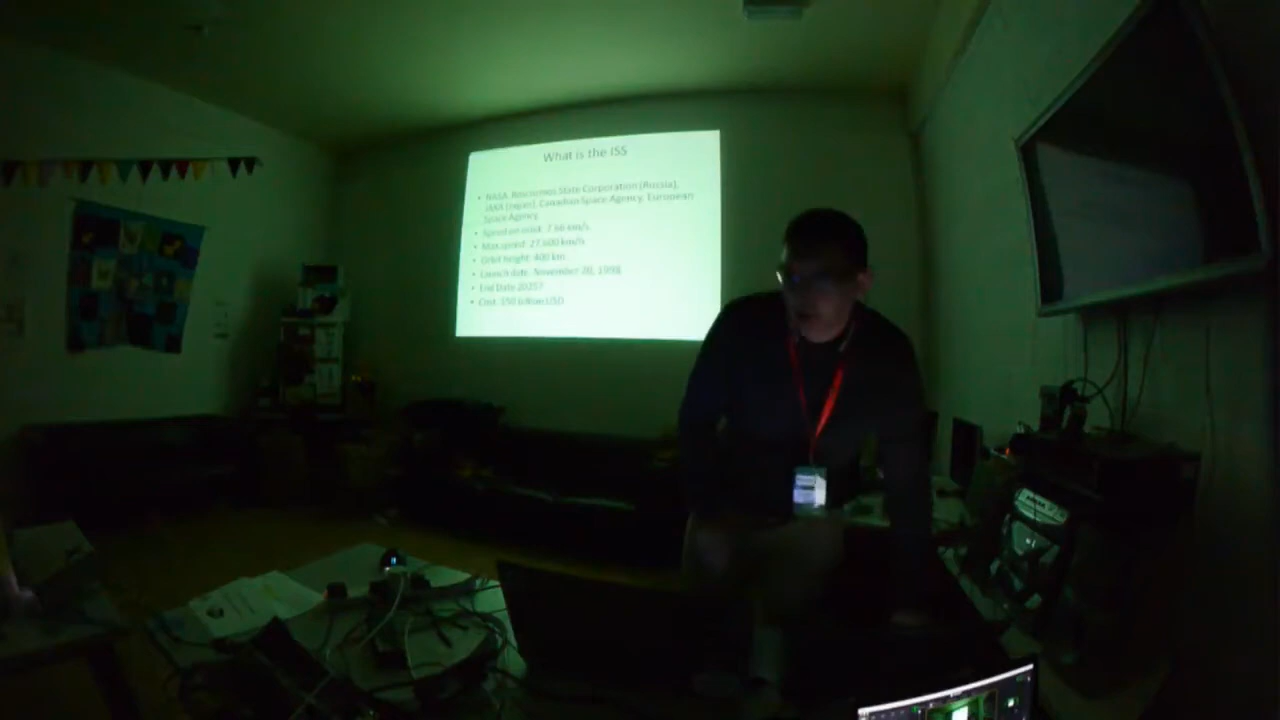 What is the ISS
• NASA, Roscosmos State Corporation (Russia),
JAXA (Japan), Canadian Space Agency, European
Space Agency
• Speed on orbit: 7.66 km/s
• Max speed: 27,600 km/h
• Orbit height: 400 km
• Launch date: November 20, 1998
• End Date 2025?
• Cost: 150 billion USD